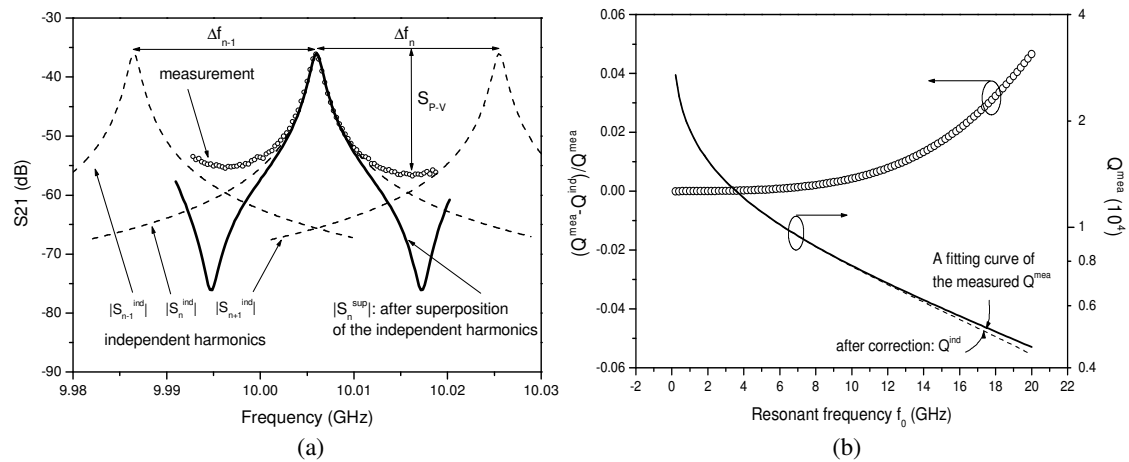 -30
-40
-50
-60
-70
-80
-90
S21 (dB)
Δf_{n-1}
Δf_n
measurement
S_{P-V}
|S_{n-1}^{ind}| |S_n^{ind}| |S_{n+1}^{ind}|
independent harmonics
|S_n^{sup}|: after superposition
of the independent harmonics
9.98 9.99 10.00 10.01 10.02 10.03
Frequency (GHz)
(a)
0.06
0.04
0.02
0.00
-0.02
-0.04
-0.06
(Q^{mea}-Q^{ind})/Q^{mea}
4
2
1
0.8
0.6
0.4
Q^{mea} (10^4)
A fitting curve of
the measured Q^{mea}
after correction: Q^{ind}
-2 0 2 4 6 8 10 12 14 16 18 20 22
Resonant frequency f_0 (GHz)
(b)